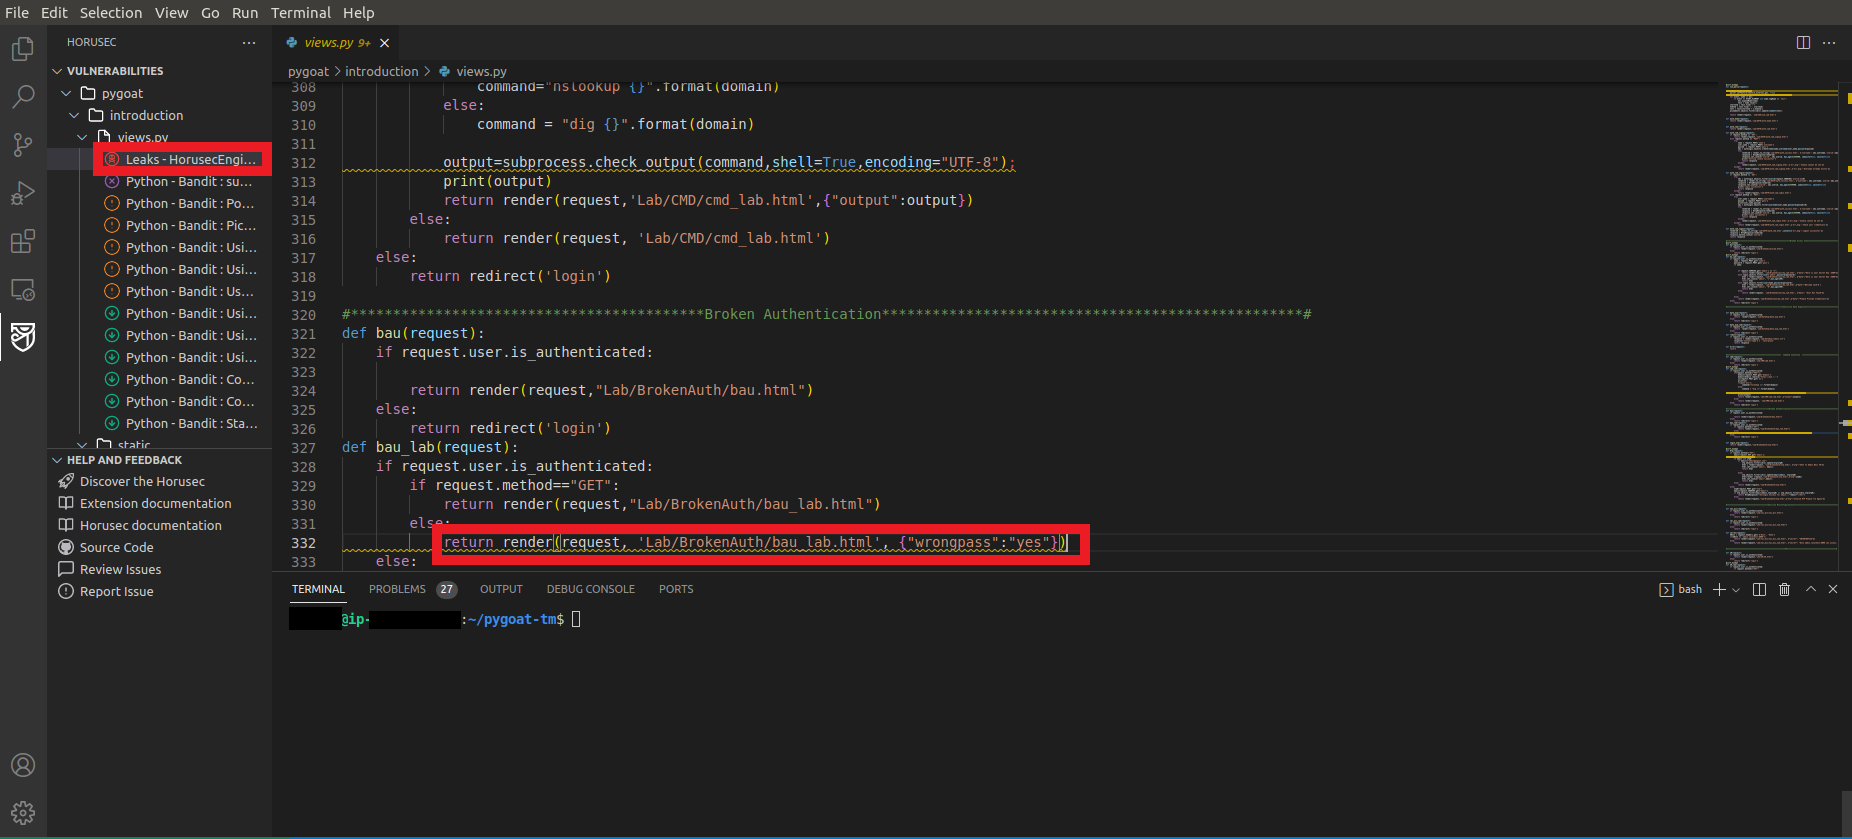 File Edit Selection View Go Run Terminal Help
HORUSEC
VULNERABILITIES
pygoat
introduction
views.py
Leaks - HorusecEngi...
Python - Bandit : su...
Python - Bandit : Po...
Python - Bandit : Pic...
Python - Bandit : Usi...
Python - Bandit : Usi...
Python - Bandit : Us...
Python - Bandit : Usi...
Python - Bandit : Usi...
Python - Bandit : Usi...
Python - Bandit : Co...
Python - Bandit : Co...
Python - Bandit : Sta...
static
HELP AND FEEDBACK
Discover the Horusec
Extension documentation
Horusec documentation
Source Code
Review Issues
Report Issue
views.py 9+
pygoat > introduction > views.py
308 command="nslookup {}".format(domain)
309 else:
310 command = "dig {}".format(domain)
311
312 output=subprocess.check_output(command,shell=True,encoding="UTF-8");
313 print(output)
314 return render(request,'Lab/CMD/cmd_lab.html',{"output":output})
315 else:
316 return render(request, 'Lab/CMD/cmd_lab.html')
317 else:
318 return redirect('login')
319
320 #******************************************Broken Authentication**************************************************#
321 def bau(request):
322 if request.user.is_authenticated:
323
324 return render(request,"Lab/BrokenAuth/bau.html")
325 else:
326 return redirect('login')
327 def bau_lab(request):
328 if request.user.is_authenticated:
329 if request.method=="GET":
330 return render(request,"Lab/BrokenAuth/bau_lab.html")
331 else:
332 return render(request, 'Lab/BrokenAuth/bau_lab.html', {"wrongpass":"yes"})
333 else:
TERMINAL PROBLEMS 27 OUTPUT DEBUG CONSOLE PORTS
bash
@ip-
:~/pygoat-tm$